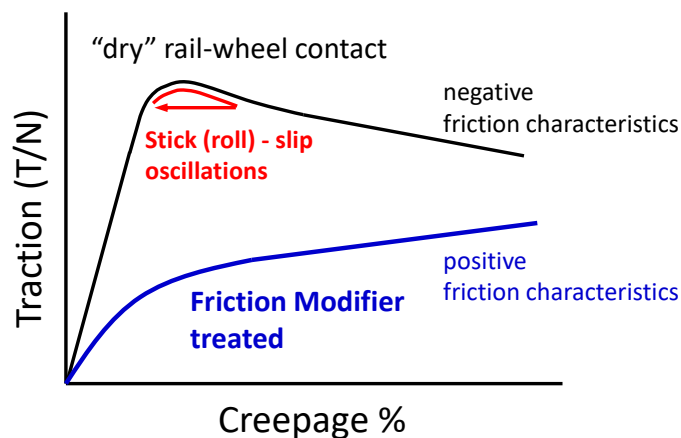 “dry” rail-wheel contact
negative
friction characteristics
Stick (roll) - slip
oscillations
Traction (T/N)
positive
friction characteristics
Friction Modifier
treated
Creepage %